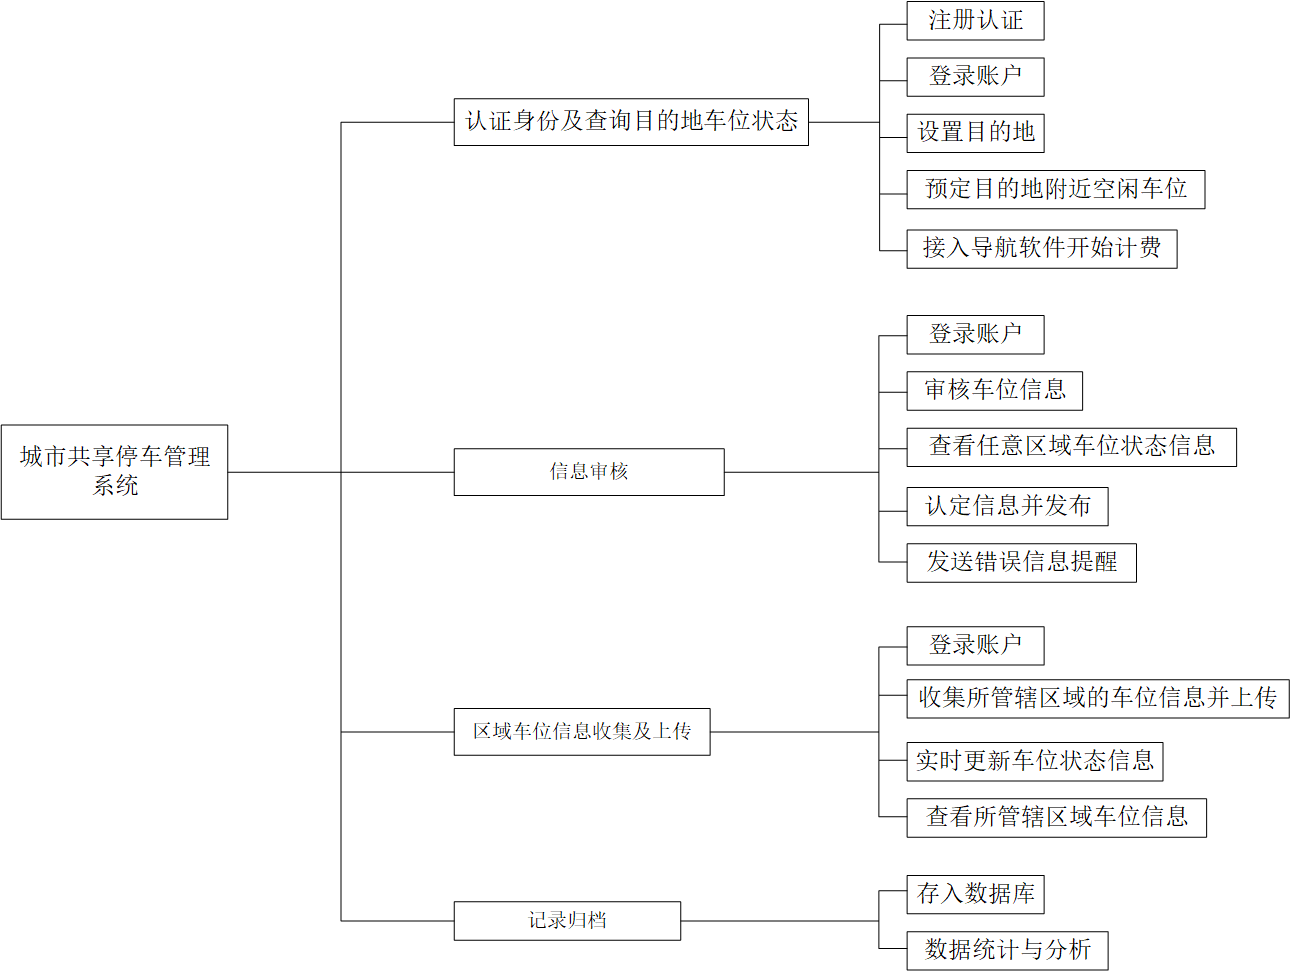 城市共享停车管理
系统
认证身份及查询目的地车位状态
注册认证
登录账户
设置目的地
预定目的地附近空闲车位
接入导航软件开始计费
信息审核
登录账户
审核车位信息
查看任意区域车位状态信息
认定信息并发布
发送错误信息提醒
区域车位信息收集及上传
登录账户
收集所管辖区域的车位信息并上传
实时更新车位状态信息
查看所管辖区域车位信息
记录归档
存入数据库
数据统计与分析